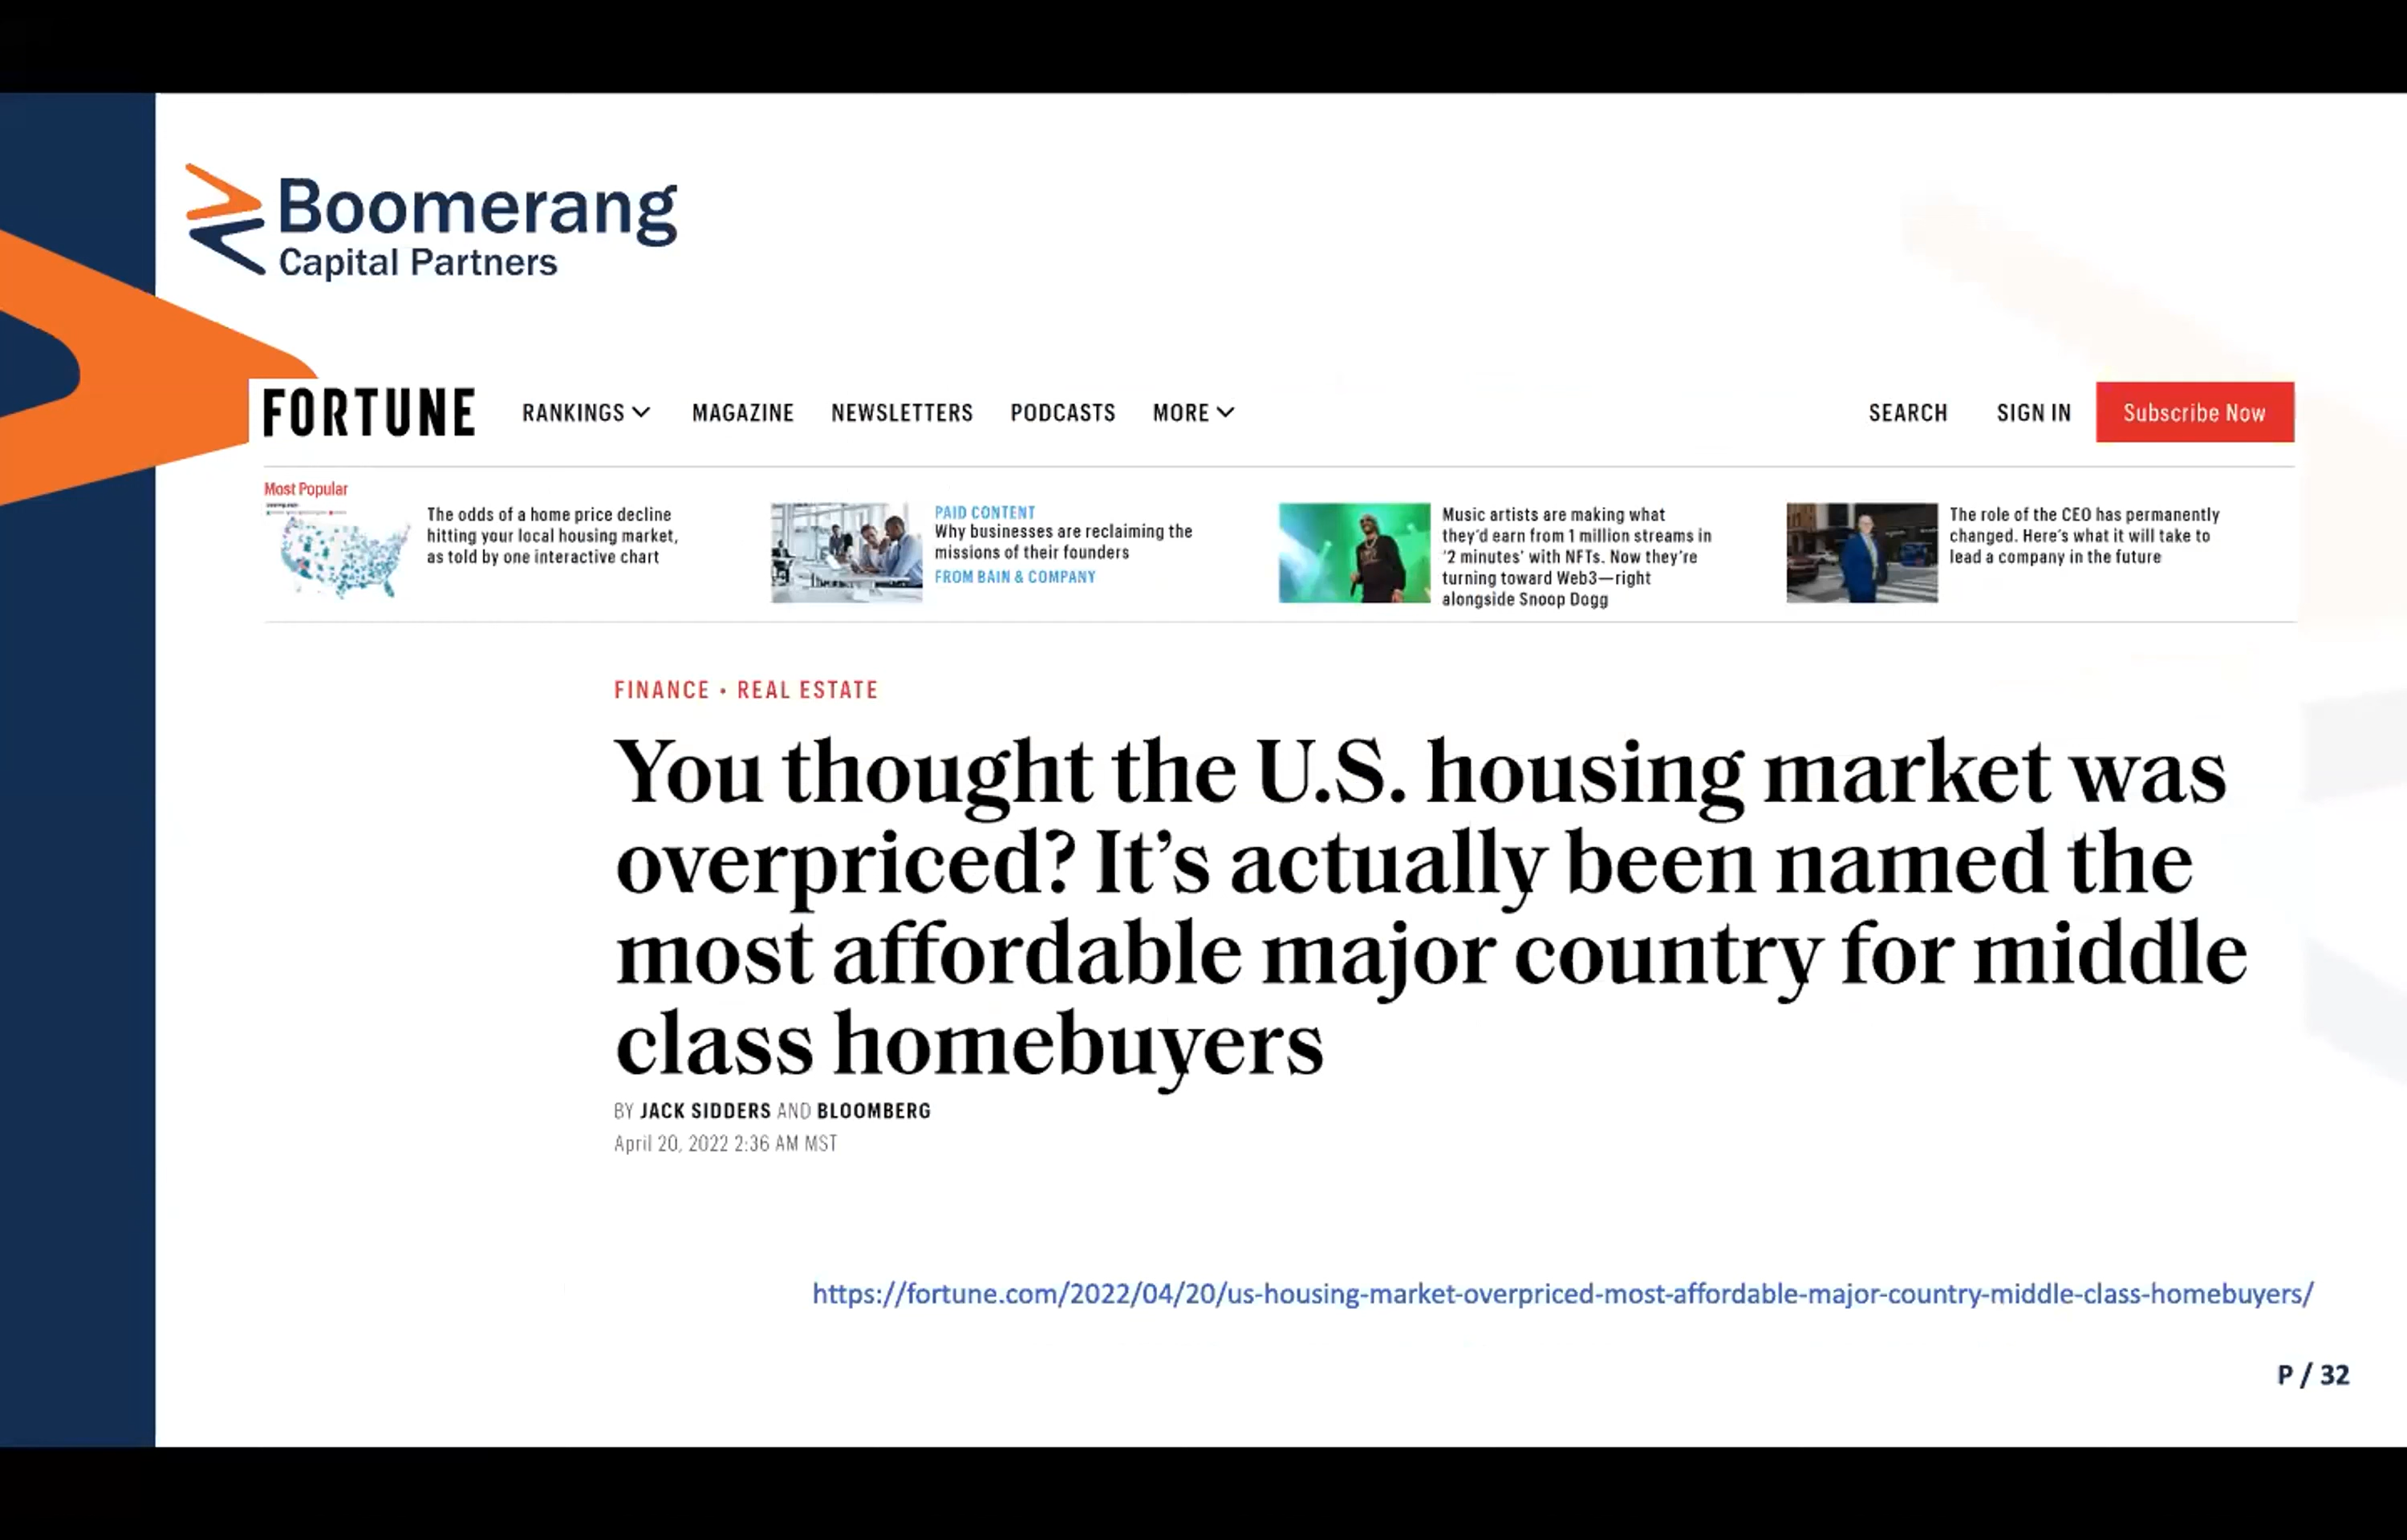 Boomerang
Capital Partners
FORTUNE RANKINGS MAGAZINE NEWSLETTERS PODCASTS MORE SEARCH SIGN IN Subscribe Now
Most Popular
The odds of a home price decline
hitting your local housing market,
as told by one interactive chart
PAID CONTENT
Why businesses are reclaiming the
missions of their founders
FROM BAIN & COMPANY
Music artists are making what
they'd earn from 1 million streams in
'2 minutes' with NFTs. Now they're
turning toward Web3—right
alongside Snoop Dogg
The role of the CEO has permanently
changed. Here's what it will take to
lead a company in the future
FINANCE • REAL ESTATE
You thought the U.S. housing market was
overpriced? It's actually been named the
most affordable major country for middle
class homebuyers
BY JACK SIDDERS AND BLOOMBERG
April 20, 2022 2:36 AM MST
https://fortune.com/2022/04/20/us-housing-market-overpriced-most-affordable-major-country-middle-class-homebuyers/
P / 32